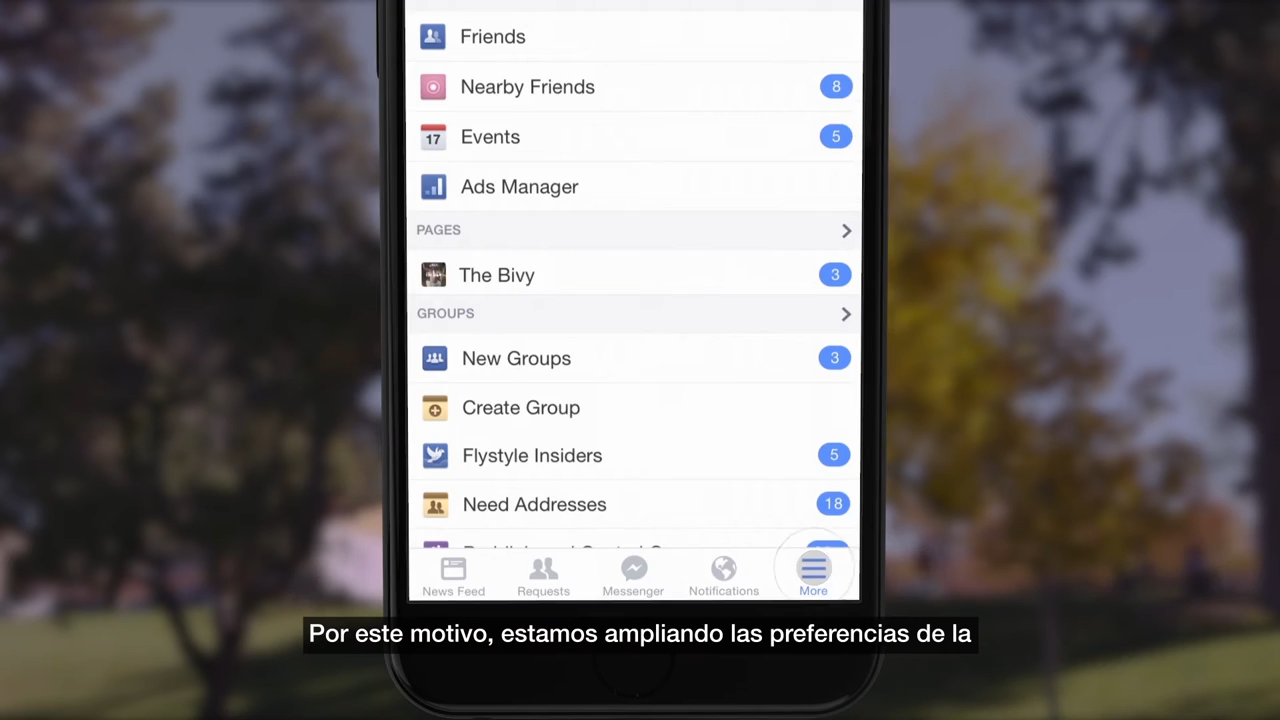 Friends
Nearby Friends 8
17 Events 5
Ads Manager
PAGES
The Bivy 3
GROUPS
New Groups 3
Create Group
Flystyle Insiders 5
Need Addresses 18
News Feed Requests Messenger Notifications More
Por este motivo, estamos ampliando las preferencias de la